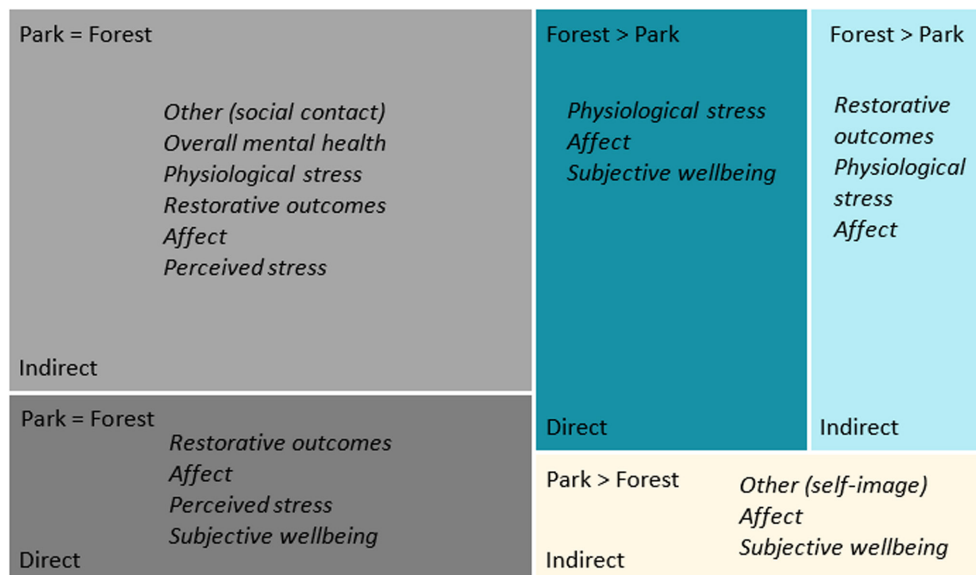 Park = Forest
Other (social contact)
Overall mental health
Physiological stress
Restorative outcomes
Affect
Perceived stress
Indirect
Park = Forest
Restorative outcomes
Affect
Perceived stress
Subjective wellbeing
Direct
Forest > Park
Physiological stress
Affect
Subjective wellbeing
Direct
Forest > Park
Restorative
outcomes
Physiological
stress
Affect
Indirect
Park > Forest
Other (self-image)
Affect
Subjective wellbeing
Indirect